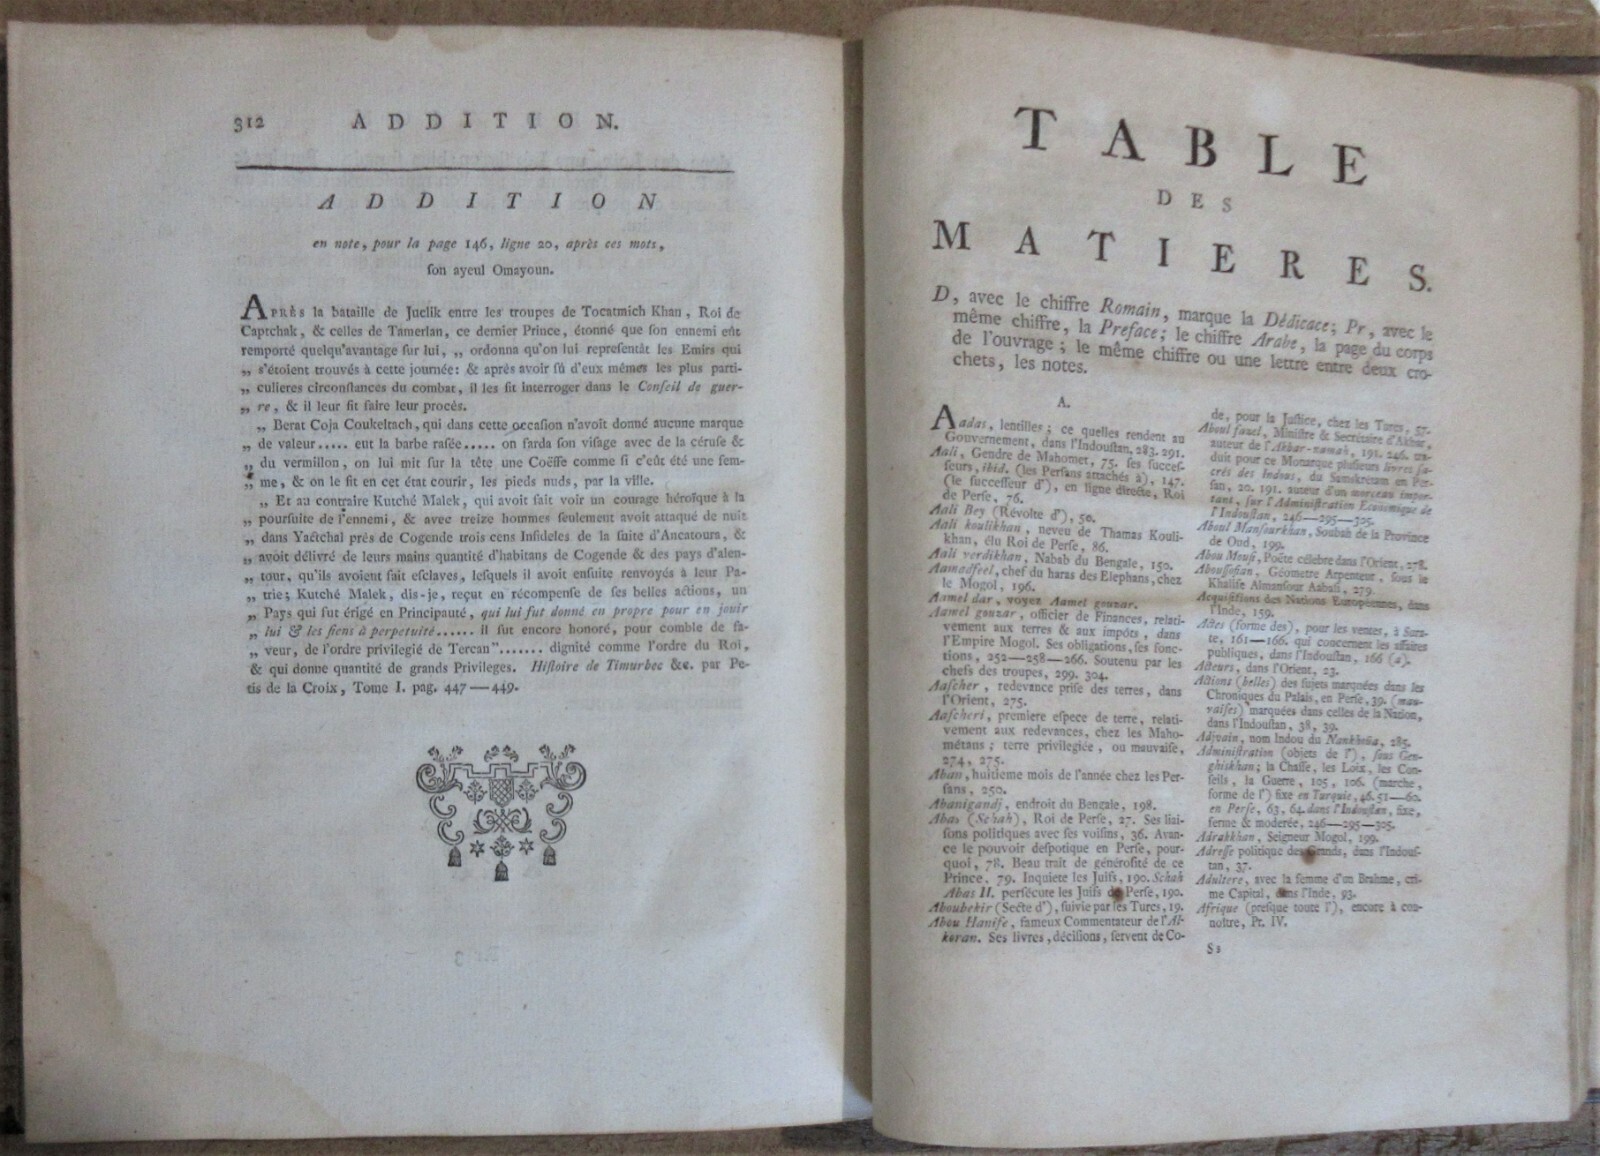 312 ADDITION.
ADDITION
en note, pour la page 146, ligne 20, après ces mots,
ſon ayeul Omayoun.
APRÈS la bataille de Juclik entre les troupes de Tocatmich Khan, Roi de
Captchak, & celles de Tamerlan, ce dernier Prince, étonné que ſon ennemi eût
remporté quelqu'avantage ſur lui, „ ordonna qu'on lui repreſentât les Emirs qui
„ s'étoient trouvés à cette journée: & après avoir ſû d'eux mêmes les plus parti-
„ culieres circonſtances du combat, il les fit interroger dans le Conſeil de guer-
„ re, & il leur fit faire leur procès.
„ Berat Coja Coukeltach, qui dans cette occaſion n'avoît donné aucune marque
„ de valeur..... eut la barbe raſée..... on farda ſon viſage avec de la céruſe &
„ du vermillon, on lui mit ſur la tête une Coëffe comme ſi c'eût été une fem-
„ me, & on le fit en cet état courir, les pieds nuds, par la ville.
„ Et au contraire Kutché Malek, qui avoit fait voir un courage héroïque à la
„ pourſuite de l'ennemi, & avec treize hommes ſeulement avoit attaqué de nuit
„ dans Yaétchal près de Cogende trois cens Infideles de la ſuite d'Ancatoura, &
„ avoit délivré de leurs mains quantité d'habitans de Cogende & des pays d'alen-
„ tour, qu'ils avoient fait eſclaves, leſquels il avoit enſuite renvoyés à leur Pa-
„ trie; Kutché Malek, dis-je, reçut en récompenſe de ſes belles actions, un
„ Pays qui fut érigé en Principauté, qui lui fut donné en propre pour en jouir
„ lui & les ſiens à perpetuité...... il fut encore honoré, pour comble de fa-
„ veur, de l'ordre privilegié de Tercan"....... dignité comme l'ordre du Roi,
& qui donne quantité de grands Privileges. Hiſtoire de Timurbec &c. par Pe-
tis de la Croix, Tome I. pag. 447—449.
TABLE
DES
MATIERES.
D, avec le chiffre Romain, marque la Dédicace; Pr, avec le
même chiffre, la Preface; le chiffre Arabe, la page du corps
de l'ouvrage; le même chiffre ou une lettre entre deux cro-
chets, les notes.
A.
Aadas, lentilles; ce quelles rendent au
Gouvernement, dans l'Indouſtan, 283. 291.
Aali, Gendre de Mahomet, 75. ſes ſucceſ-
ſeurs, ibid. (les Perſans attachés à), 147.
(le ſucceſſeur d'), en ligne directe, Roi
de Perſe, 76.
Aali Bey (Révolte d'), 50.
Aali koulikhan, neveu de Thamas Kouli-
khan, élu Roi de Perſe, 86.
Aali verdikhan, Nabab du Bengale, 150.
Aamadfeel, chef du haras des Elephans, chez
le Mogol, 196.
Aamel dar, voyez Aamel gouzar.
Aamel gouzar, officier de Finances, relati-
vement aux terres & aux impôts, dans
l'Empire Mogol. Ses obligations, ſes fonc-
tions, 252—258—266. Soutenu par les
chefs des troupes, 299. 304.
Aaſcher, redevance priſe des terres, dans
l'Orient, 275.
Aaſcheri, premiere eſpece de terre, relati-
vement aux redevances, chez les Maho-
métans; terre privilegiée, ou mauvaiſe,
274, 275.
Aban, huitieme mois de l'année chez les Per-
ſans, 250.
Abanigandj, endroit du Bengale, 198.
Abas (Schah), Roi de Perſe, 27. Ses liai-
ſons politiques avec ſes voiſins, 36. Avan-
ce le pouvoir deſpotique en Perſe, pour-
quoi, 78. Beau trait de généroſité de ce
Prince, 79. Inquiete les Juifs, 190. Schah
Abas II. perſécute les Juifs de Perſe, 190.
Aboubekir (Secte d'), ſuivie par les Turcs, 19.
Abou Hanife, fameux Commentateur de l'Al-
koran. Ses livres, déciſions, ſervent de Co-
de, pour la Juſtice, chez les Turcs, 57.
Aboul fazel, Miniſtre & Secrétaire d'Akbar,
auteur de l'Akbar-namah, 191. 246. tra-
duit pour ce Monarque pluſieurs livres ſa-
crés des Indous, du Samskretam en Per-
ſan, 20. 191. auteur d'un morceau impor-
tant, ſur l'Adminiſtration Economique de
l'Indouſtan, 246—295—305.
Aboul Manſourkhan, Soubah de la Province
de Oud, 199.
Abou Mouſi, Poëte célebre dans l'Orient, 278.
Abouſſoſian, Géometre Arpenteur, ſous le
Khalife Almanſour Aabaſſi, 279.
Acquiſitions des Nations Européennes, dans
l'Inde, 159.
Actes (forme des), pour les ventes, à Sura-
te, 161—166. qui concernent les affaires
publiques, dans l'Indouſtan, 166 (a).
Acteurs, dans l'Orient, 23.
Actions (belles) des ſujets marquées dans les
Chroniques du Palais, en Perſe, 39. (mau-
vaiſes) marquées dans celles de la Nation,
dans l'Indouſtan, 38, 39.
Adjvain, nom Indou du Nankhoüa, 285.
Adminiſtration (objets de l'), ſous Gen-
ghiskhan; la Chaſſe, les Loix, les Con-
ſeils, la Guerre, 105, 106. (marche,
forme de l') fixe en Turquie, 46. 51—60.
en Perſe, 63, 64. dans l'Indouſtan, fixe,
ferme & moderée, 246—295—305.
Adrakkhan, Seigneur Mogol, 199.
Adreſſe politique des Grands, dans l'Indouſ-
tan, 37.
Adultere, avec la femme d'un Brahme, cri-
me Capital, dans l'Inde, 93.
Afrique (preſque toute l'), encore à con-
noître, Pr. IV.
Ss